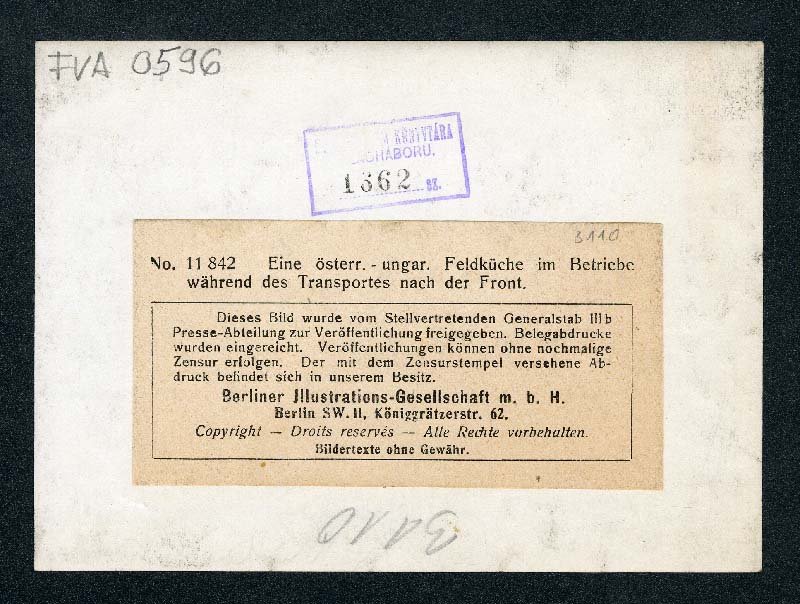 FVA 0596
KÖNYVTÁRA
HÁBORU.
1362 SZ.
3110
No. 11 842 Eine österr. - ungar. Feldküche im Betriebe
während des Transportes nach der Front.
Dieses Bild wurde vom Stellvertretenden Generalstab III b
Presse-Abteilung zur Veröffentlichung freigegeben. Belegabdrucke
wurden eingereicht. Veröffentlichungen können ohne nochmalige
Zensur erfolgen. Der mit dem Zensurstempel versehene Ab-
druck befindet sich in unserem Besitz.
Berliner Jllustrations-Gesellschaft m. b. H.
Berlin SW. 11, Königgrätzerstr. 62.
Copyright — Droits reservés — Alle Rechte vorbehalten.
Bildertexte ohne Gewähr.
3110